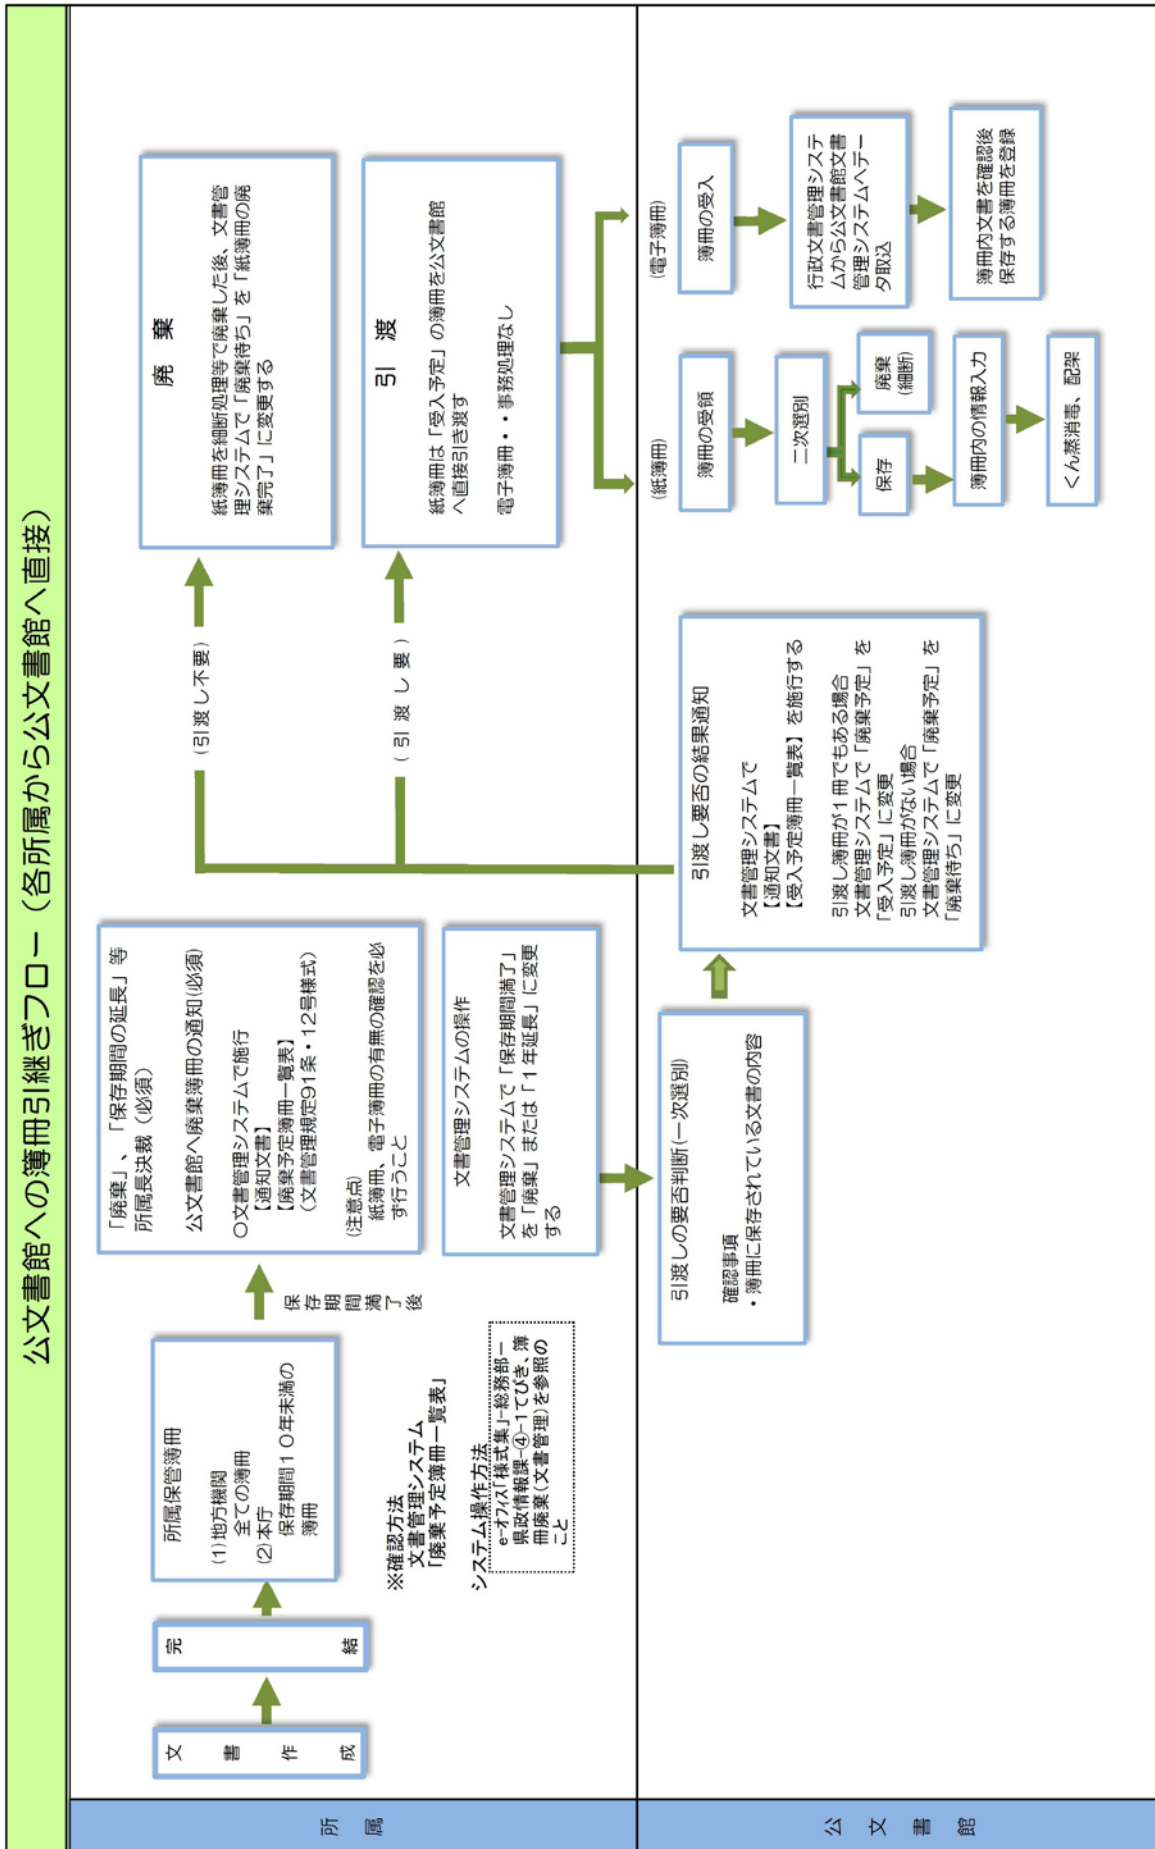 公文書館への簿冊引継ぎフロー（各所属から公文書館へ直接）
所属
文書作成
完結
所属保管簿冊
(1)地方機関
全ての簿冊
(2)本庁
保存期間１０年未満の
簿冊
保存期間満了後
※確認方法
文書管理システム
「廃棄予定簿冊一覧表」
システム操作方法
e-オフィス「様式集」-総務部-
県政情報課-④-1てびき、簿
冊廃棄(文書管理)を参照の
こと
「廃棄」、「保存期間の延長」等
所属長決裁（必須）
公文書館へ廃棄簿冊の通知(必須)
〇文書管理システムで施行
【通知文書】
【廃棄予定簿冊一覧表】
（文書管理規定91条・12号様式）
(注意点)
紙簿冊、電子簿冊の有無の確認を必
ず行うこと
文書管理システムの操作
文書管理システムで「保存期間満了」
を「廃棄」または「１年延長」に変更
する
（引渡し不要）
（引渡し要）
廃棄
紙簿冊を細断処理等で廃棄した後、文書管
理システムで「廃棄待ち」を「紙簿冊の廃
棄完了」に変更する
引渡
紙簿冊は「受入予定」の簿冊を公文書館
へ直接引き渡す
電子簿冊・・事務処理なし
公文書館
引渡しの要否判断(一次選別)
確認事項
・簿冊に保存されている文書の内容
引渡し要否の結果通知
文書管理システムで
【通知文書】
【受入予定簿冊一覧表】を施行する
引渡し簿冊が１冊でもある場合
文書管理システムで「廃棄予定」を
「受入予定」に変更
引渡し簿冊がない場合
文書管理システムで「廃棄予定」を
「廃棄待ち」に変更
(紙簿冊)
簿冊の受領
二次選別
保存
廃棄
(細断)
簿冊内の情報入力
くん蒸消毒、配架
(電子簿冊)
簿冊の受入
行政文書管理システ
ムから公文書館文書
管理システムへデー
タ取込
簿冊内文書を確認後
保存する簿冊を登録